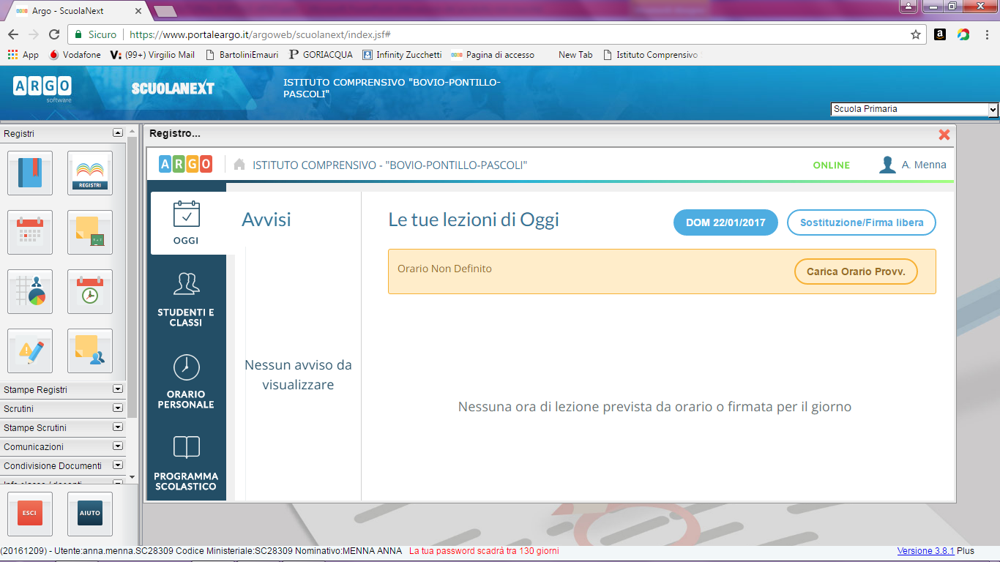 Argo - ScuolaNext
Sicuro https://www.portaleargo.it/argoweb/scuolanext/index.jsf#
App Vodafone (99+) Virgilio Mail BartoliniEmauri GORIACQUA Infinity Zucchetti Pagina di accesso New Tab Istituto Comprensivo
ARGO software
SCUOLANEXT
ISTITUTO COMPRENSIVO "BOVIO-PONTILLO-
PASCOLI"
Scuola Primaria
Registri
REGISTRI
Stampe Registri
Scrutini
Stampe Scrutini
Comunicazioni
Condivisione Documenti
Info classe / docenti
ESCI
AIUTO
Registro...
ARGO
ISTITUTO COMPRENSIVO - "BOVIO-PONTILLO-PASCOLI"
ONLINE
A. Menna
OGGI
STUDENTI E
CLASSI
ORARIO
PERSONALE
PROGRAMMA
SCOLASTICO
Avvisi
Nessun avviso da
visualizzare
Le tue lezioni di Oggi
DOM 22/01/2017
Sostituzione/Firma libera
Orario Non Definito
Carica Orario Provv.
Nessuna ora di lezione prevista da orario o firmata per il giorno
(20161209) - Utente:anna.menna.SC28309 Codice Ministeriale:SC28309 Nominativo:MENNA ANNA La tua password scadrà tra 130 giorni
Versione 3.8.1 Plus